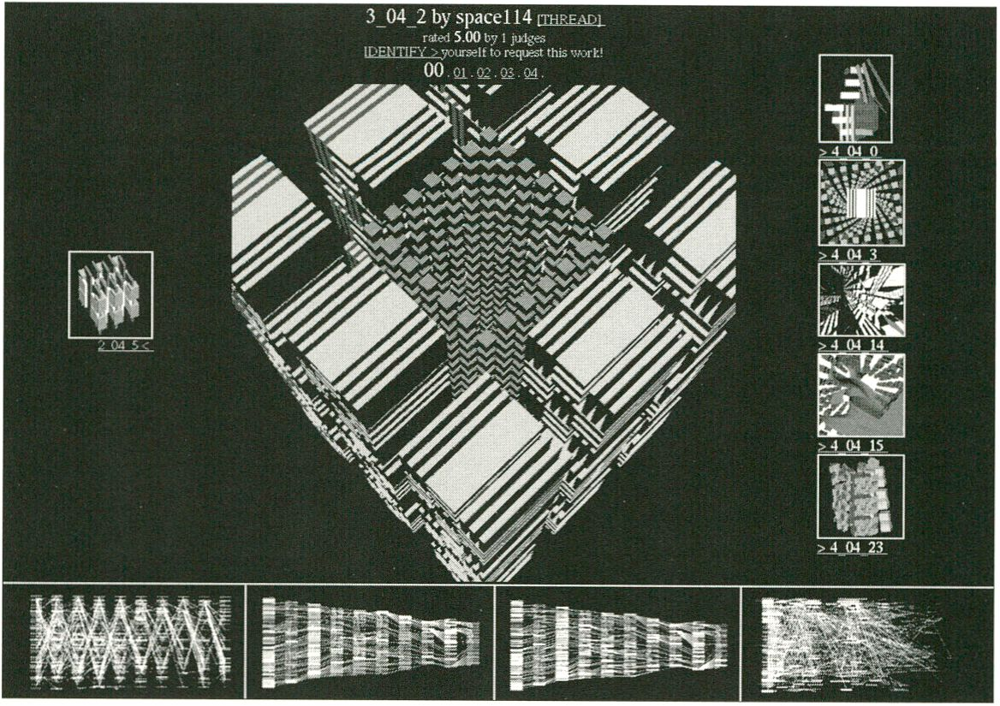 3_04_2 by space114 [THREAD]
rated 5.00 by 1 judges
IDENTIFY > yourself to request this work!
00 . 01 . 02 . 03 . 04 .
> 4_04_0
> 4_04_3
2_04_5 <
> 4_04_14
> 4_04_15
> 4_04_23